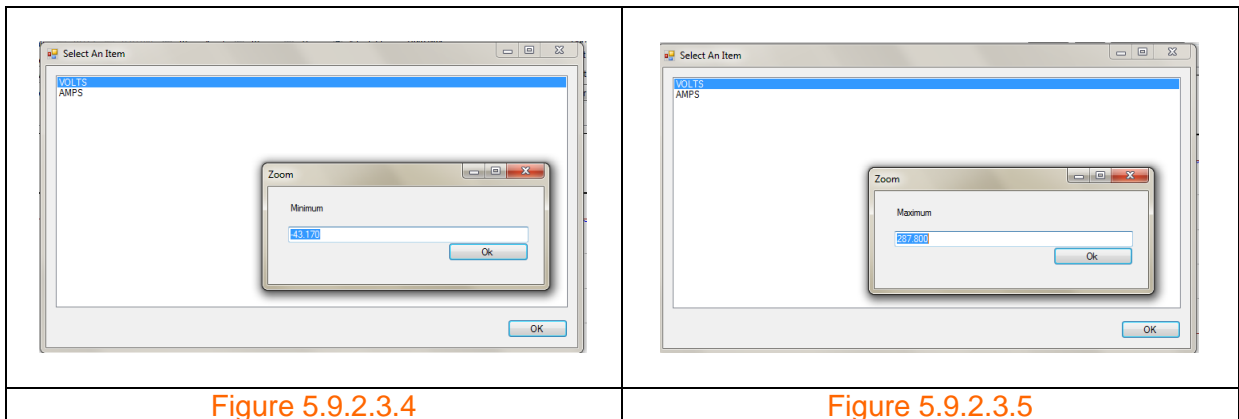 Select An Item
VOLTS
AMPS
Zoom
Minimum
-43.170
Ok
OK
Figure 5.9.2.3.4
Select An Item
VOLTS
AMPS
Zoom
Maximum
287.800
Ok
OK
Figure 5.9.2.3.5